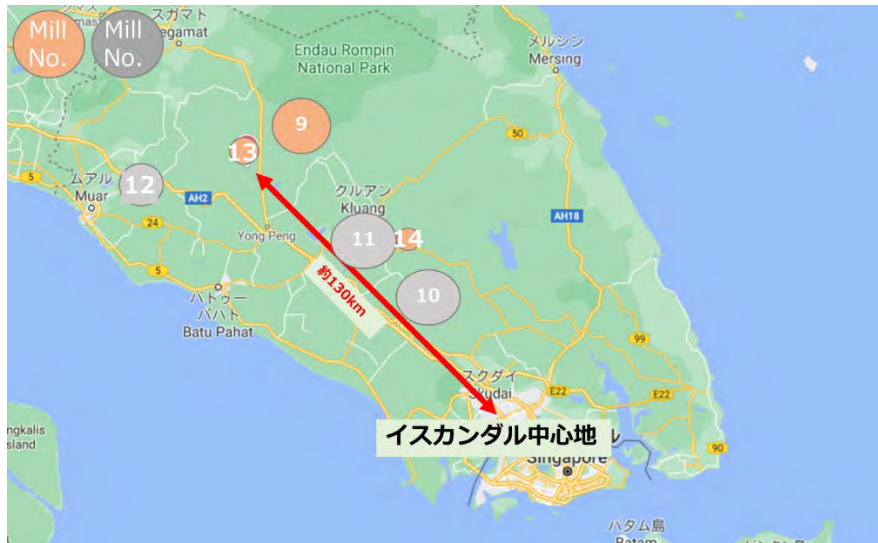 Mill
No.
Mill
No.
スガマト
egamat
Endau Rompin
National Park
メルシン
Mersing
9
13
50
5
ムアル
Muar
12
AH2
クルアン
Kluang
AH18
24
Yong Peng
11
14
5
約130km
10
バトゥー
パハト
Batu Pahat
99
スクダイ
Skudai
E22
E22
イスカンダル中心地
ル
90
Singapore
ngkalis
sland
バタム島
Batam